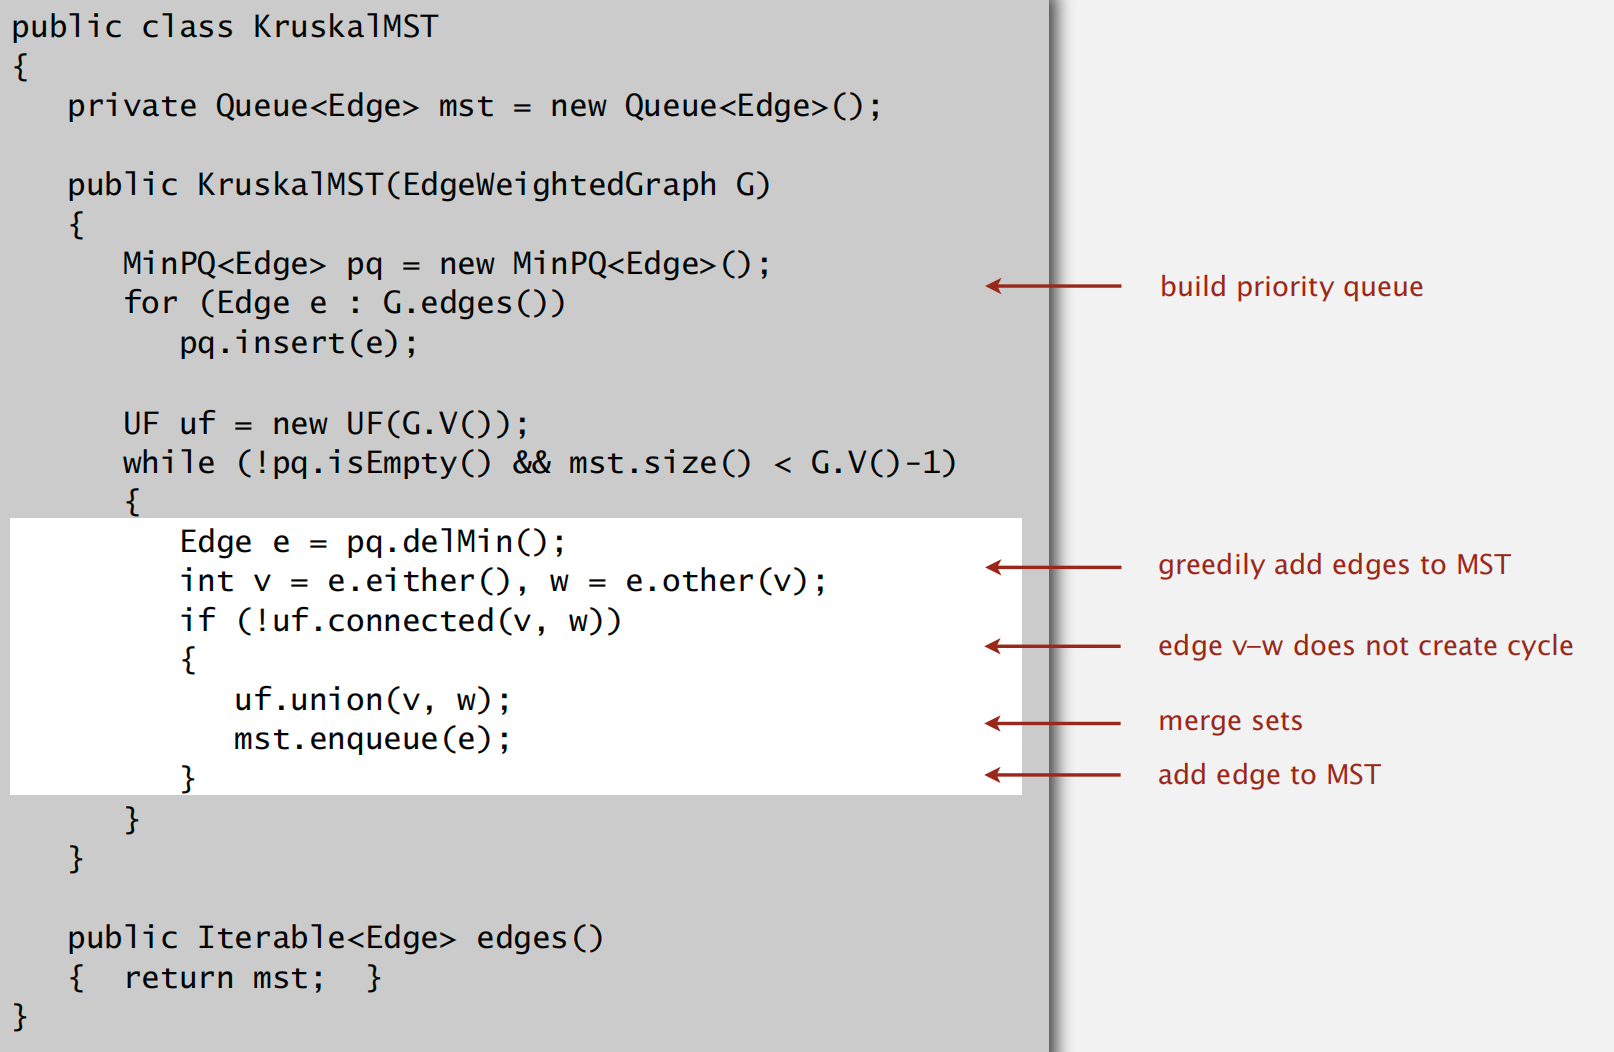 public class KruskalMST
{
   private Queue<Edge> mst = new Queue<Edge>();
   public KruskalMST(EdgeWeightedGraph G)
   {
      MinPQ<Edge> pq = new MinPQ<Edge>();
      for (Edge e : G.edges())
         pq.insert(e);
build priority queue
      UF uf = new UF(G.V());
      while (!pq.isEmpty() && mst.size() < G.V()-1)
      {
         Edge e = pq.delMin();
         int v = e.either(), w = e.other(v);
greedily add edges to MST
         if (!uf.connected(v, w))
         {
edge v–w does not create cycle
            uf.union(v, w);
merge sets
            mst.enqueue(e);
         }
add edge to MST
      }
   }
   public Iterable<Edge> edges()
   {  return mst;  }
}